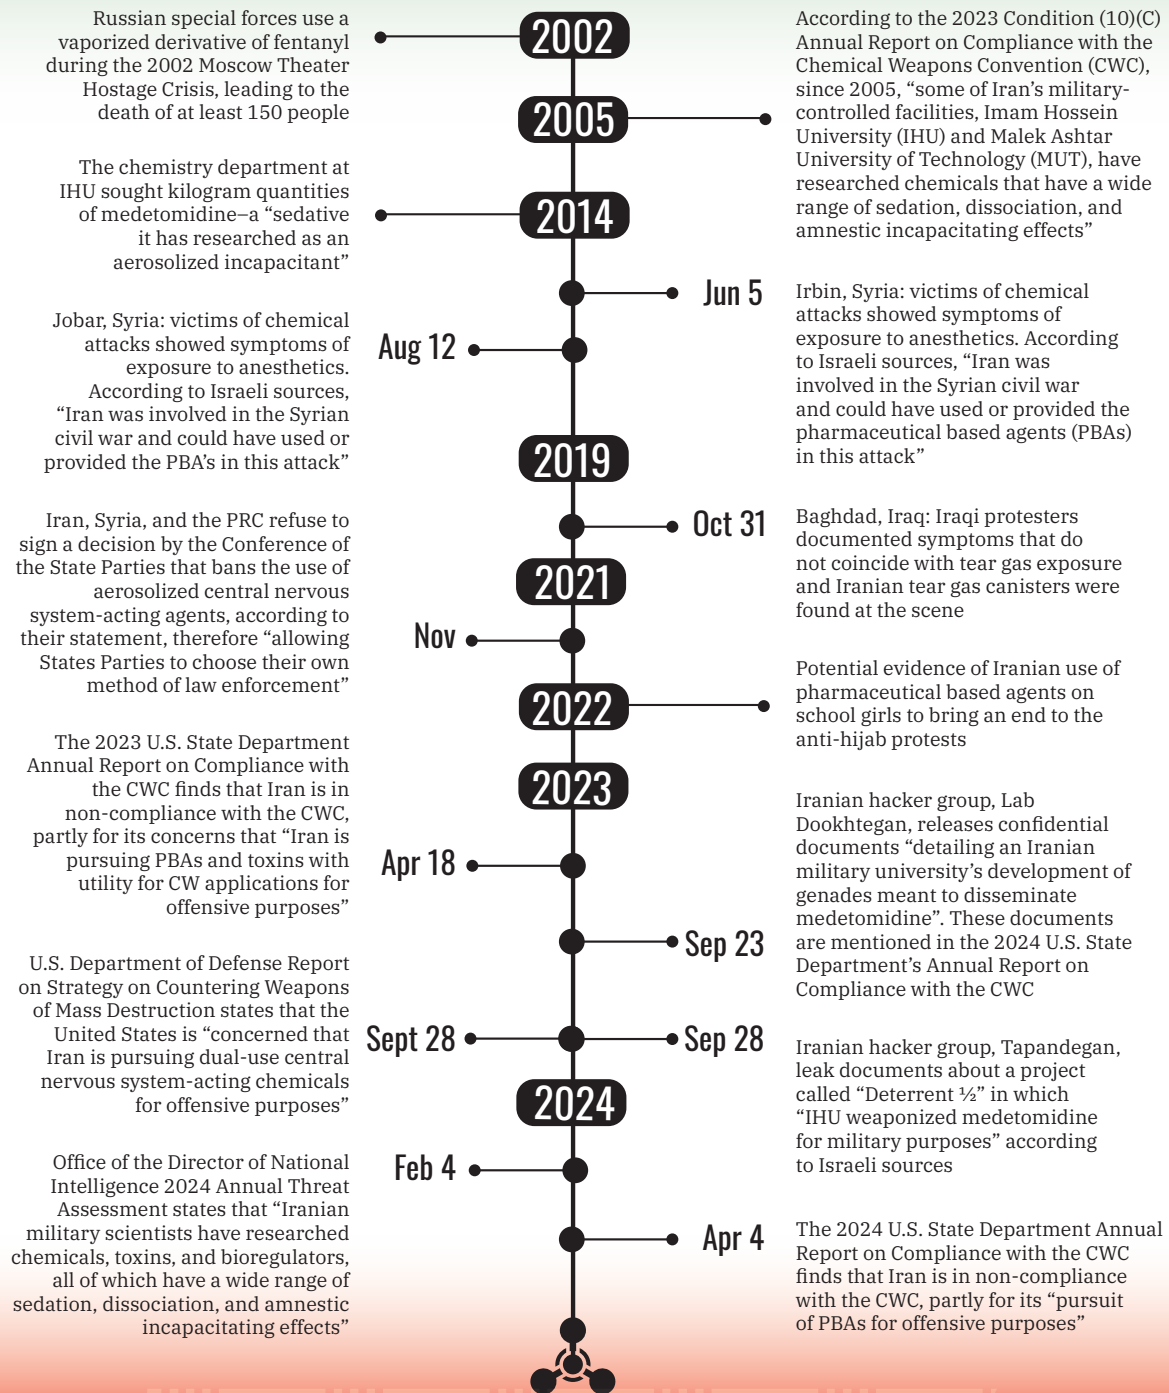 2002
Russian special forces use a
vaporized derivative of fentanyl
during the 2002 Moscow Theater
Hostage Crisis, leading to the
death of at least 150 people
2005
According to the 2023 Condition (10)(C)
Annual Report on Compliance with the
Chemical Weapons Convention (CWC),
since 2005, “some of Iran’s military-
controlled facilities, Imam Hossein
University (IHU) and Malek Ashtar
University of Technology (MUT), have
researched chemicals that have a wide
range of sedation, dissociation, and
amnestic incapacitating effects”
2014
The chemistry department at
IHU sought kilogram quantities
of medetomidine–a “sedative
it has researched as an
aerosolized incapacitant”
Jun 5
Irbin, Syria: victims of chemical
attacks showed symptoms of
exposure to anesthetics. According
to Israeli sources, “Iran was
involved in the Syrian civil war
and could have used or provided the
pharmaceutical based agents (PBAs)
in this attack”
Aug 12
Jobar, Syria: victims of chemical
attacks showed symptoms of
exposure to anesthetics.
According to Israeli sources,
“Iran was involved in the Syrian
civil war and could have used or
provided the PBA’s in this attack”
2019
Oct 31
Baghdad, Iraq: Iraqi protesters
documented symptoms that do
not coincide with tear gas exposure
and Iranian tear gas canisters were
found at the scene
2021
Nov
Iran, Syria, and the PRC refuse to
sign a decision by the Conference of
the State Parties that bans the use of
aerosolized central nervous
system-acting agents, according to
their statement, therefore “allowing
States Parties to choose their own
method of law enforcement”
2022
Potential evidence of Iranian use of
pharmaceutical based agents on
school girls to bring an end to the
anti-hijab protests
2023
Apr 18
The 2023 U.S. State Department
Annual Report on Compliance with
the CWC finds that Iran is in
non-compliance with the CWC,
partly for its concerns that “Iran is
pursuing PBAs and toxins with
utility for CW applications for
offensive purposes”
Sep 23
Iranian hacker group, Lab
Dookhtegan, releases confidential
documents “detailing an Iranian
military university’s development of
genades meant to disseminate
medetomidine”. These documents
are mentioned in the 2024 U.S. State
Department’s Annual Report on
Compliance with the CWC
Sept 28
U.S. Department of Defense Report
on Strategy on Countering Weapons
of Mass Destruction states that the
United States is “concerned that
Iran is pursuing dual-use central
nervous system-acting chemicals
for offensive purposes”
Sep 28
Iranian hacker group, Tapandegan,
leak documents about a project
called “Deterrent ½” in which
“IHU weaponized medetomidine
for military purposes” according
to Israeli sources
2024
Feb 4
Office of the Director of National
Intelligence 2024 Annual Threat
Assessment states that “Iranian
military scientists have researched
chemicals, toxins, and bioregulators,
all of which have a wide range of
sedation, dissociation, and amnestic
incapacitating effects”
Apr 4
The 2024 U.S. State Department Annual
Report on Compliance with the CWC
finds that Iran is in non-compliance
with the CWC, partly for its “pursuit
of PBAs for offensive purposes”